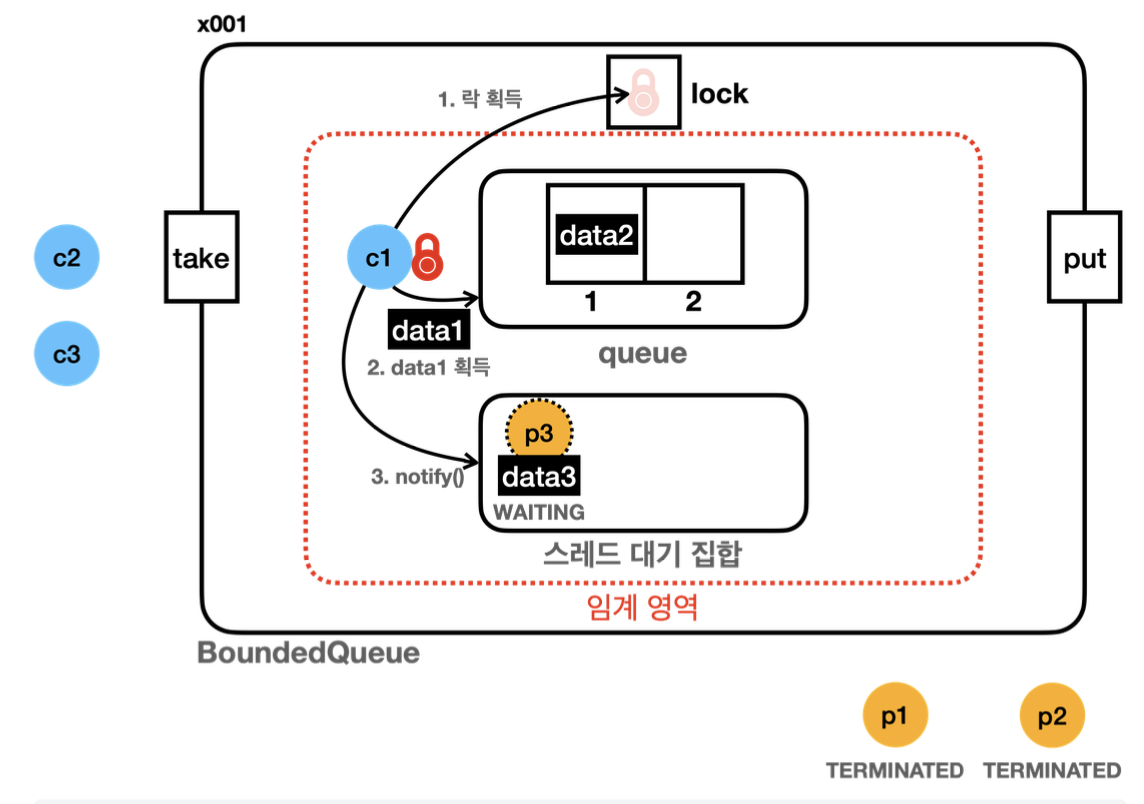 x001
1. 락 획득
lock
data2
c2
take
c1
put
1
2
data1
c3
queue
2. data1 획득
p3
3. notify()
data3
WAITING
스레드 대기 집합
임계 영역
BoundedQueue
p1
p2
TERMINATED
TERMINATED